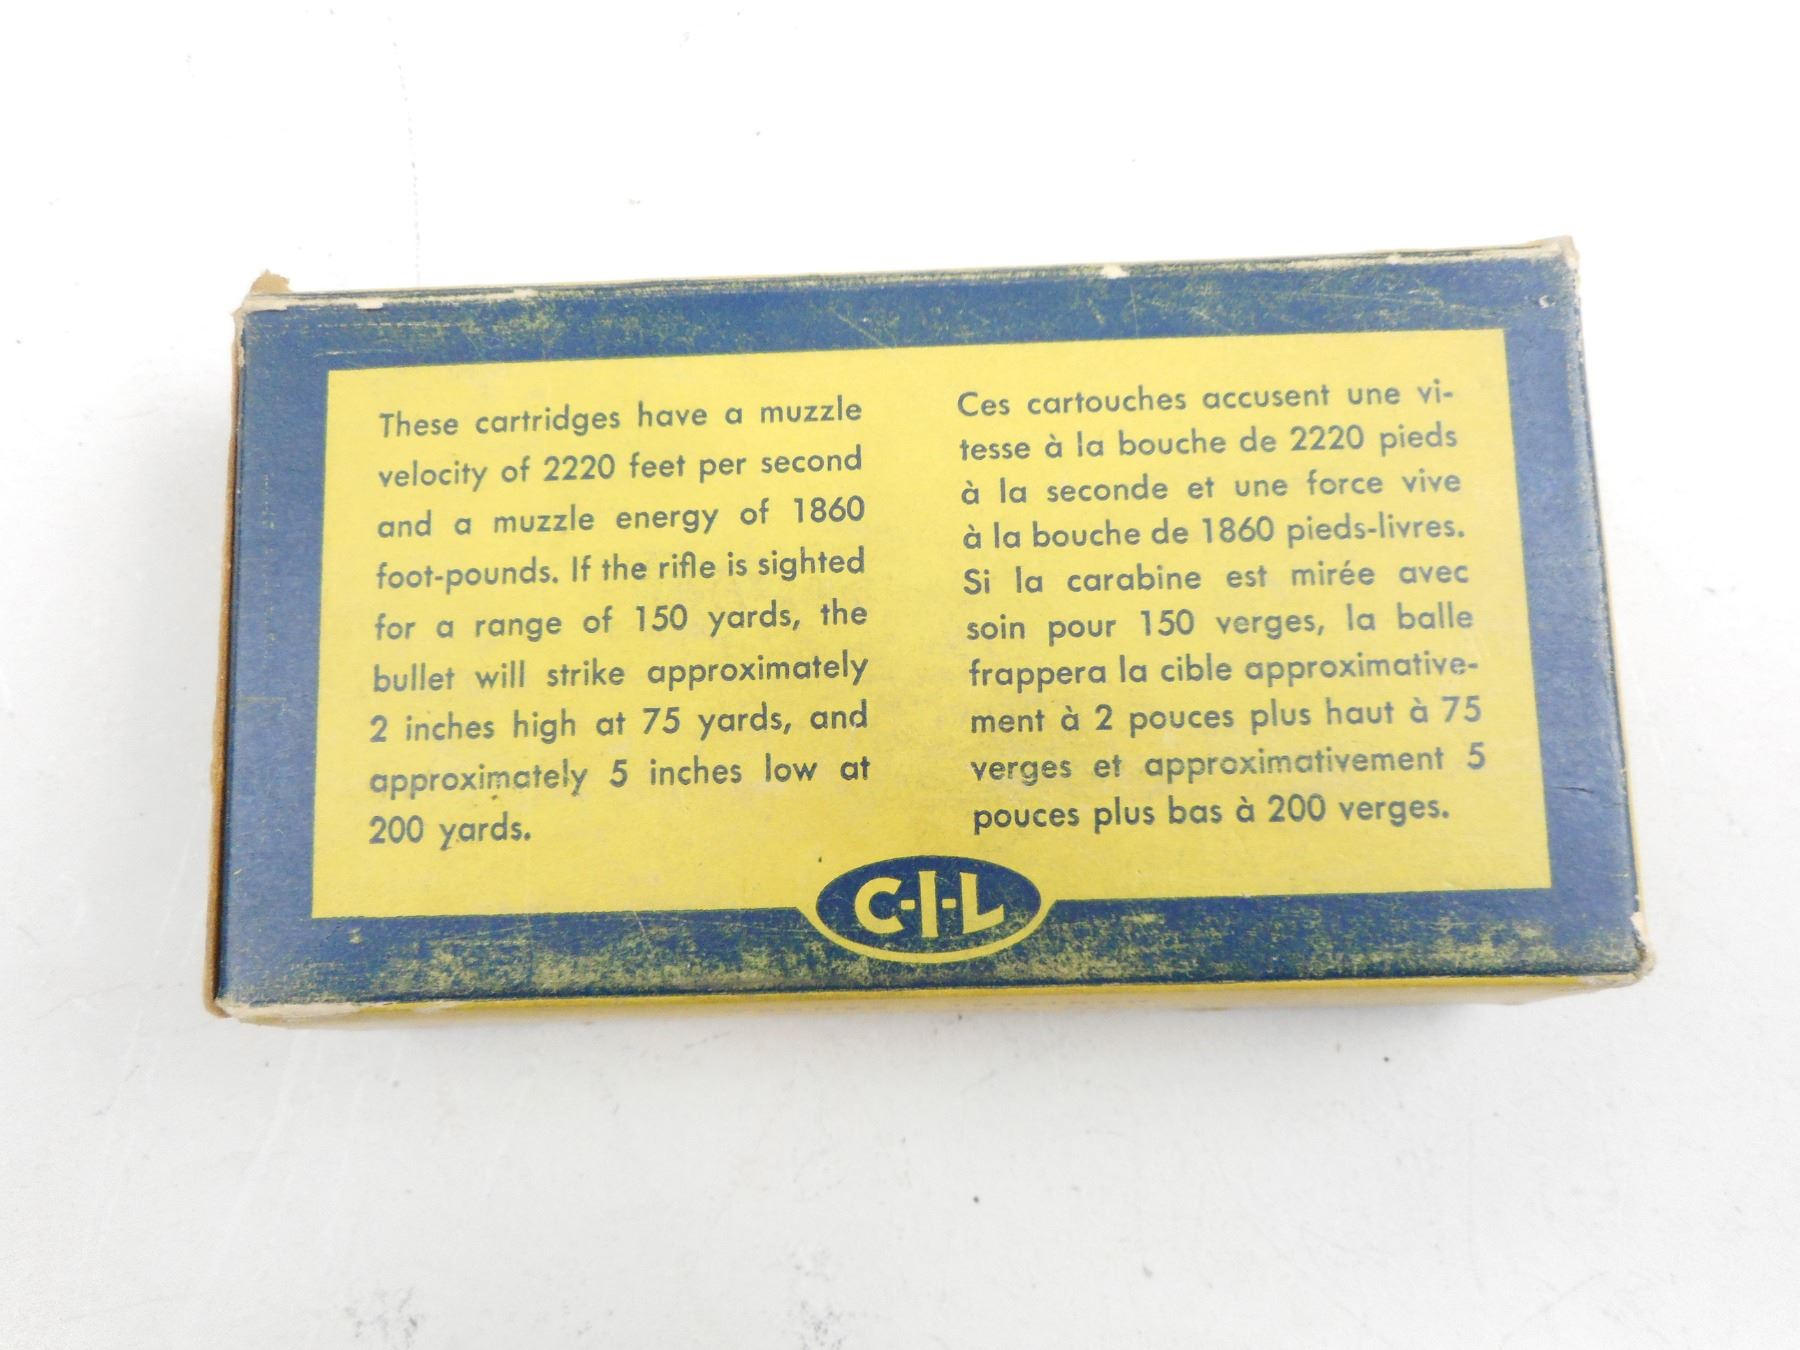 These cartridges have a muzzle
velocity of 2220 feet per second
and a muzzle energy of 1860
foot-pounds. If the rifle is sighted
for a range of 150 yards, the
bullet will strike approximately
2 inches high at 75 yards, and
approximately 5 inches low at
200 yards.
Ces cartouches accusent une vi-
tesse à la bouche de 2220 pieds
à la seconde et une force vive
à la bouche de 1860 pieds-livres.
Si la carabine est mirée avec
soin pour 150 verges, la balle
frappera la cible approximative-
ment à 2 pouces plus haut à 75
verges et approximativement 5
pouces plus bas à 200 verges.
C-I-L